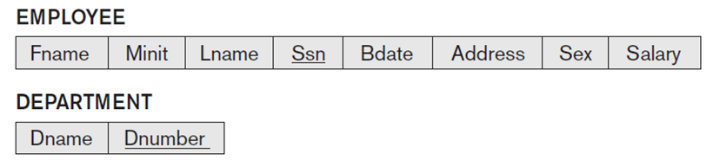 EMPLOYEE
Fname Minit Lname Ssn Bdate Address Sex Salary
DEPARTMENT
Dname Dnumber